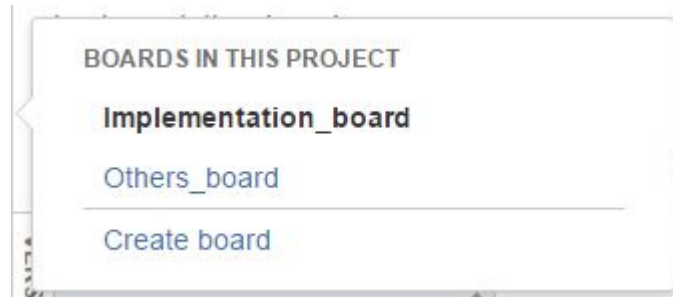 BOARDS IN THIS PROJECT
Implementation_board
Others_board
Create board